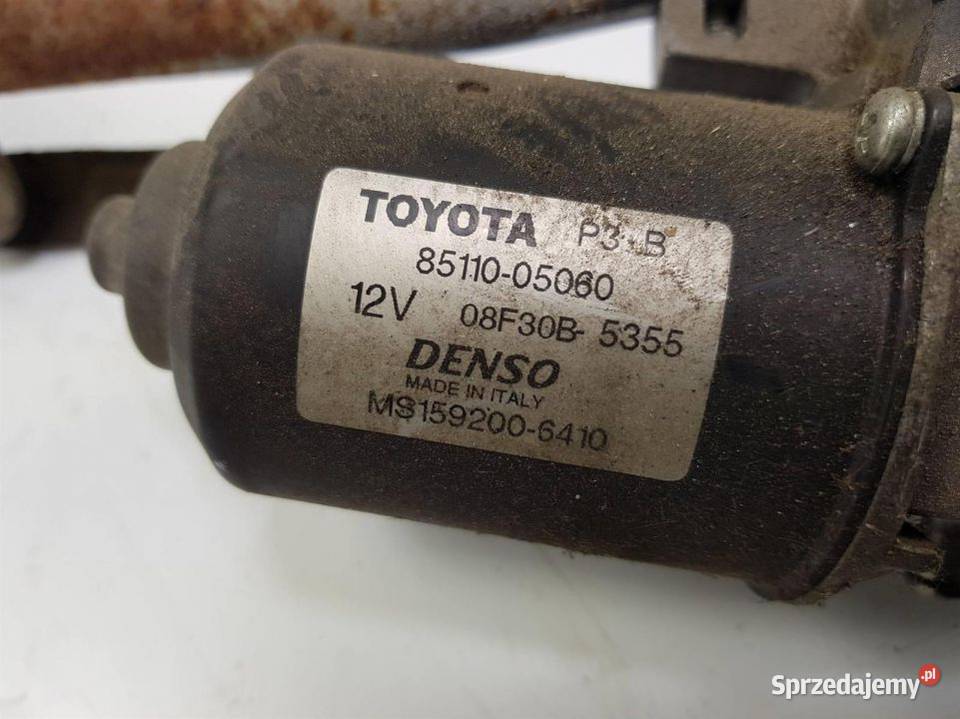 TOYOTA P3-B
85110-05060
12V 08F30B-5355
DENSO
MADE IN ITALY
MS159200-6410
Sprzedajemy.pl